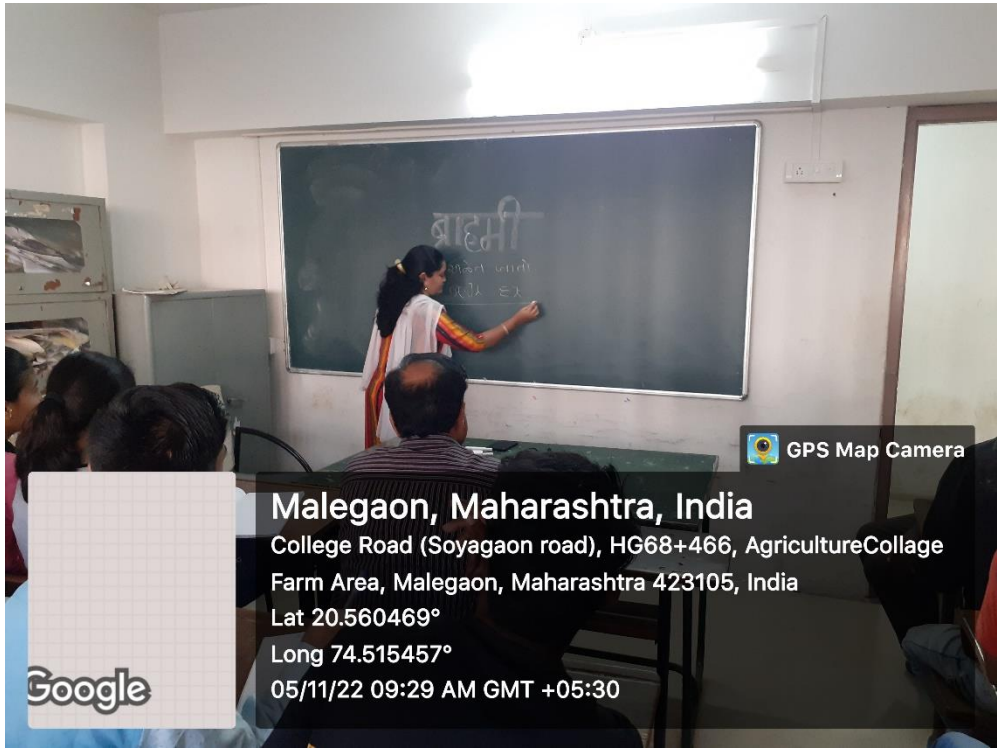 ब्राह्मी
GPS Map Camera
Malegaon, Maharashtra, India
College Road (Soyagaon road), HG68+466, AgricultureCollage
Farm Area, Malegaon, Maharashtra 423105, India
Lat 20.560469°
Long 74.515457°
05/11/22 09:29 AM GMT +05:30
Google